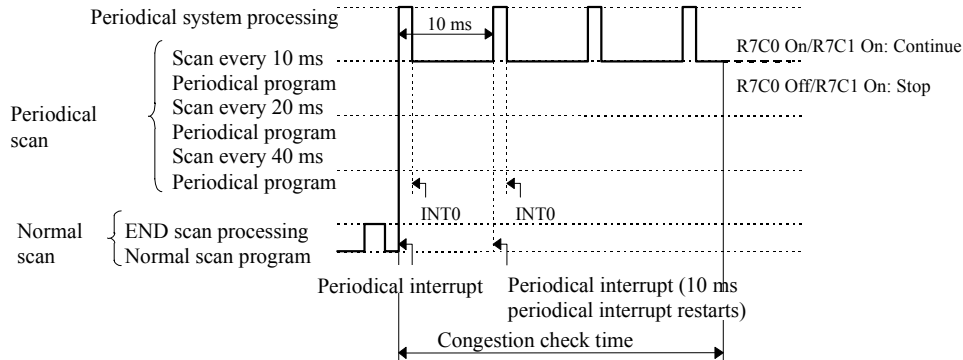 Periodical system processing
10 ms
R7C0 On/R7C1 On: Continue
Scan every 10 ms
Periodical program
R7C0 Off/R7C1 On: Stop
Periodical scan
Scan every 20 ms
Periodical program
Scan every 40 ms
Periodical program
INT0
INT0
Normal scan
END scan processing
Normal scan program
Periodical interrupt
Periodical interrupt (10 ms
periodical interrupt restarts)
Congestion check time